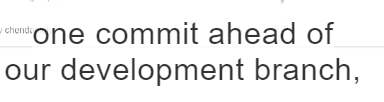 one commit ahead of
our development branch,